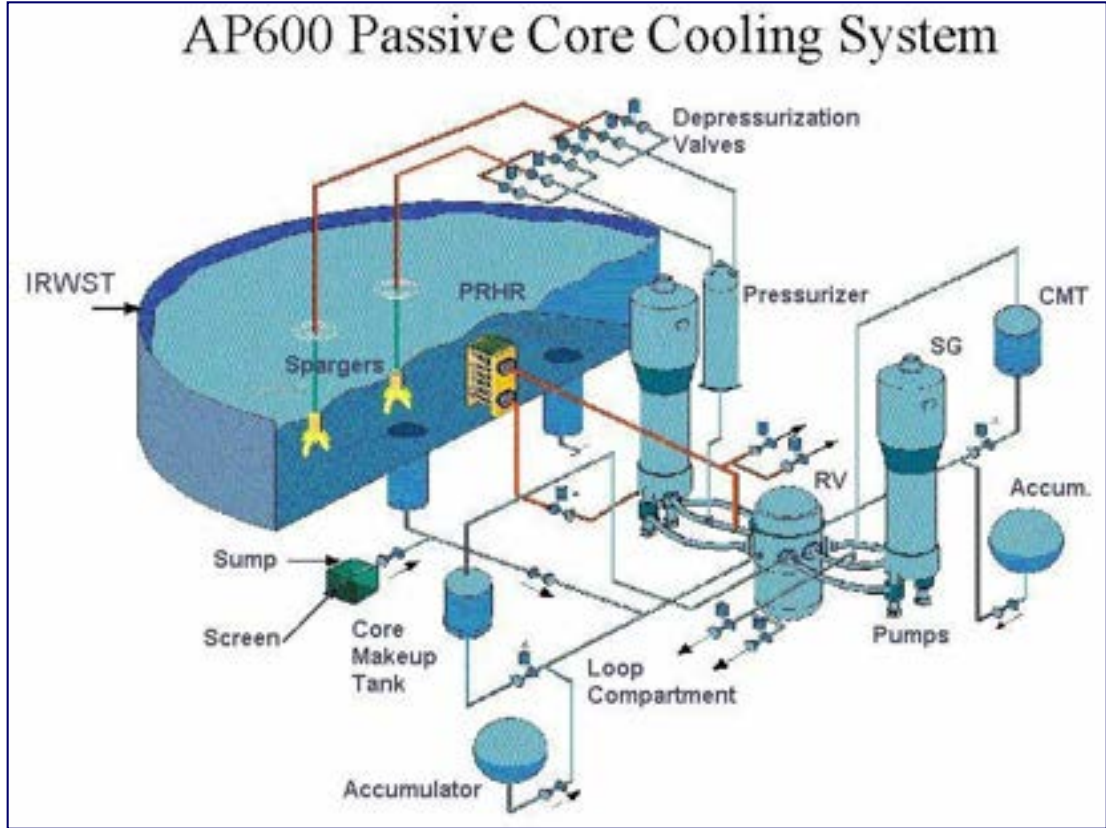 AP600 Passive Core Cooling System
Depressurization
Valves
IRWST
PRHR
Pressurizer
CMT
SG
Spargers
RV
Accum.
Sump
Screen
Core
Makeup
Tank
Pumps
Loop
Compartment
Accumulator